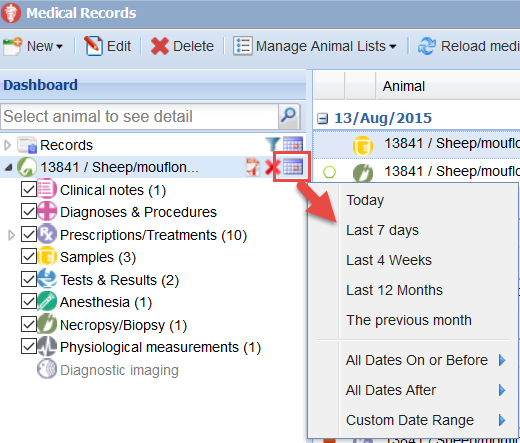 Medical Records
New Edit Delete Manage Animal Lists Reload medi
Dashboard
Animal
Select animal to see detail
13/Aug/2015
Records
13841 / Sheep/mouflo
13841 / Sheep/mouflon...
13841 / Sheep/mouflo
Clinical notes (1)
Diagnoses & Procedures
Prescriptions/Treatments (10)
Samples (3)
Tests & Results (2)
Anesthesia (1)
Necropsy/Biopsy (1)
Physiological measurements (1)
Diagnostic imaging
Today
Last 7 days
Last 4 Weeks
Last 12 Months
The previous month
All Dates On or Before
All Dates After
Custom Date Range